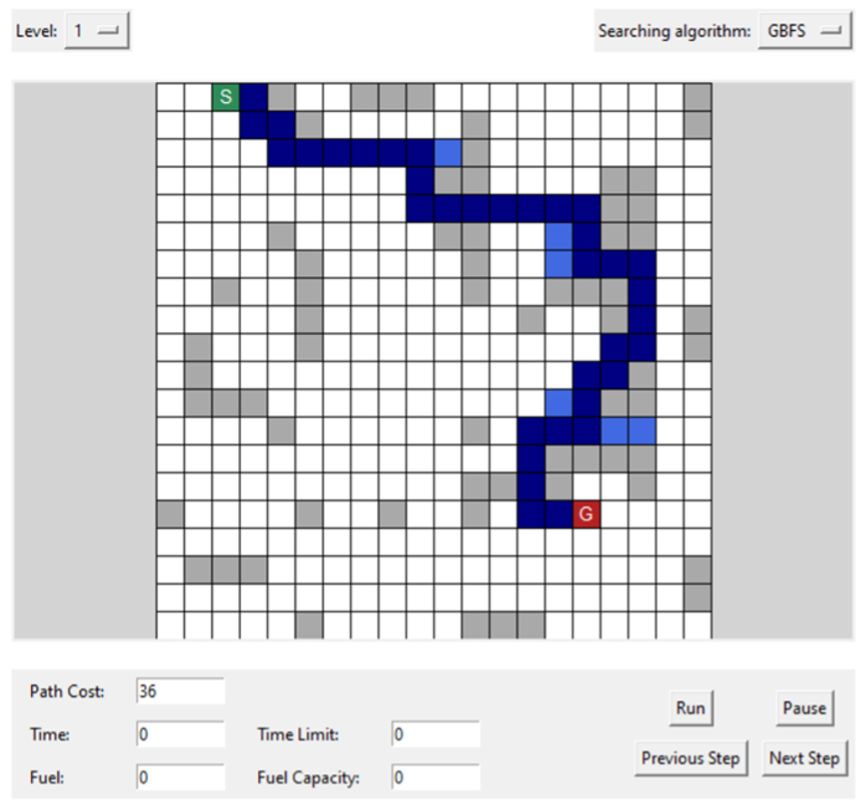 Level: 1 Searching algorithm: GBFS
S
G
Path Cost: 36
Run Pause
Time: 0 Time Limit: 0
Previous Step Next Step
Fuel: 0 Fuel Capacity: 0